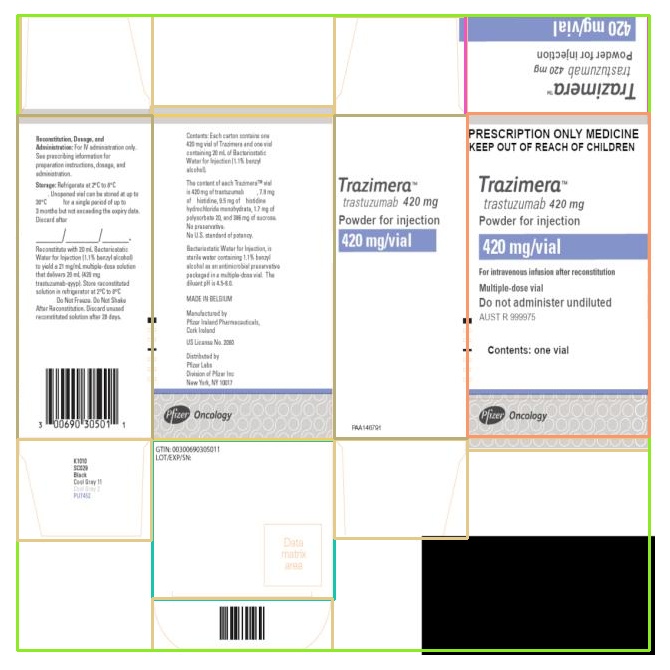 420 mg/vial
Powder for injection
trastuzumab 420 mg
Trazimera™
Reconstitution, Dosage, and
Administration: For IV administration only.
See prescribing information for
preparation instructions, dosage, and
administration.
Storage: Refrigerate at 2ºC to 8ºC
. Unopened vial can be stored at up to
30ºC for a single period of up to
3 months but not exceeding the expiry date.
Discard after
____/____/____.
Reconstitute with 20 mL Bacteriostatic
Water for Injection (1.1% benzyl alcohol)
to yield a 21 mg/mL multiple-dose solution
that delivers 20 mL (420 mg
trastuzumab-qyyp). Store reconstituted
solution in refrigerator at 2ºC to 8ºC
Do Not Freeze. Do Not Shake
After Reconstitution. Discard unused
reconstituted solution after 28 days.
3 00690 30501 1
Contents: Each carton contains one
420 mg vial of Trazimera and one vial
containing 20 mL of Bacteriostatic
Water for Injection (1.1% benzyl
alcohol).
The content of each Trazimera™ vial
is 420 mg of trastuzumab , 7.9 mg
of histidine, 9.5 mg of histidine
hydrochloride monohydrate, 1.7 mg of
polysorbate 20, and 386 mg of sucrose.
No preservative.
No U.S. standard of potency.
Bacteriostatic Water for Injection, is
sterile water containing 1.1% benzyl
alcohol as an antimicrobial preservative
packaged in a multiple-dose vial. The
diluent pH is 4.5-6.0.
MADE IN BELGIUM
Manufactured by
Pfizer Ireland Pharmaceuticals,
Cork Ireland
US License No. 2060
Distributed by
Pfizer Labs
Division of Pfizer Inc
New York, NY 10017
Pfizer Oncology
Trazimera™
trastuzumab 420 mg
Powder for injection
420 mg/vial
PAA146791
PRESCRIPTION ONLY MEDICINE
KEEP OUT OF REACH OF CHILDREN
Trazimera™
trastuzumab 420 mg
Powder for injection
420 mg/vial
For intravenous infusion after reconstitution
Multiple-dose vial
Do not administer undiluted
AUST R 999975
Contents: one vial
Pfizer Oncology
K1010
SC028
Black
Cool Gray 11
Cool Gray 2
GTIN: 00300690305011
LOT/EXP/SN:
Data
matrix
area